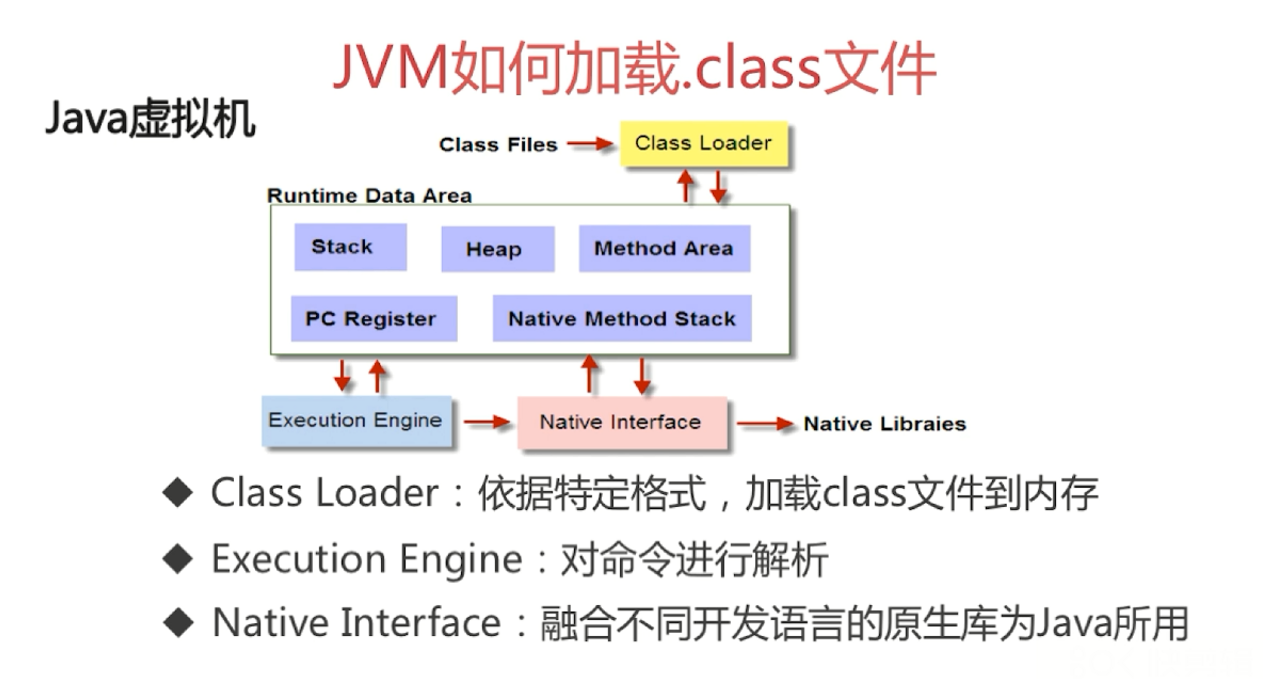 JVM如何加载.class文件
Java虚拟机
Class Files
Class Loader
Runtime Data Area
Stack
Heap
Method Area
PC Register
Native Method Stack
Execution Engine
Native Interface
Native Libraies
◆ Class Loader：依据特定格式，加载class文件到内存
◆ Execution Engine：对命令进行解析
◆ Native Interface：融合不同开发语言的原生库为Java所用